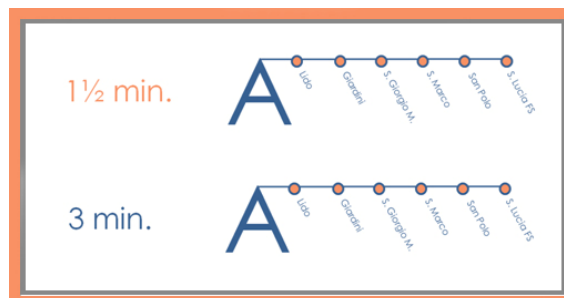 1½ min.
A
Lido
Giardini
S. Giorgio M.
S. Marco
San Polo
S. Lucia FS
3 min.
A
Lido
Giardini
S. Giorgio M.
S. Marco
San Polo
S. Lucia FS